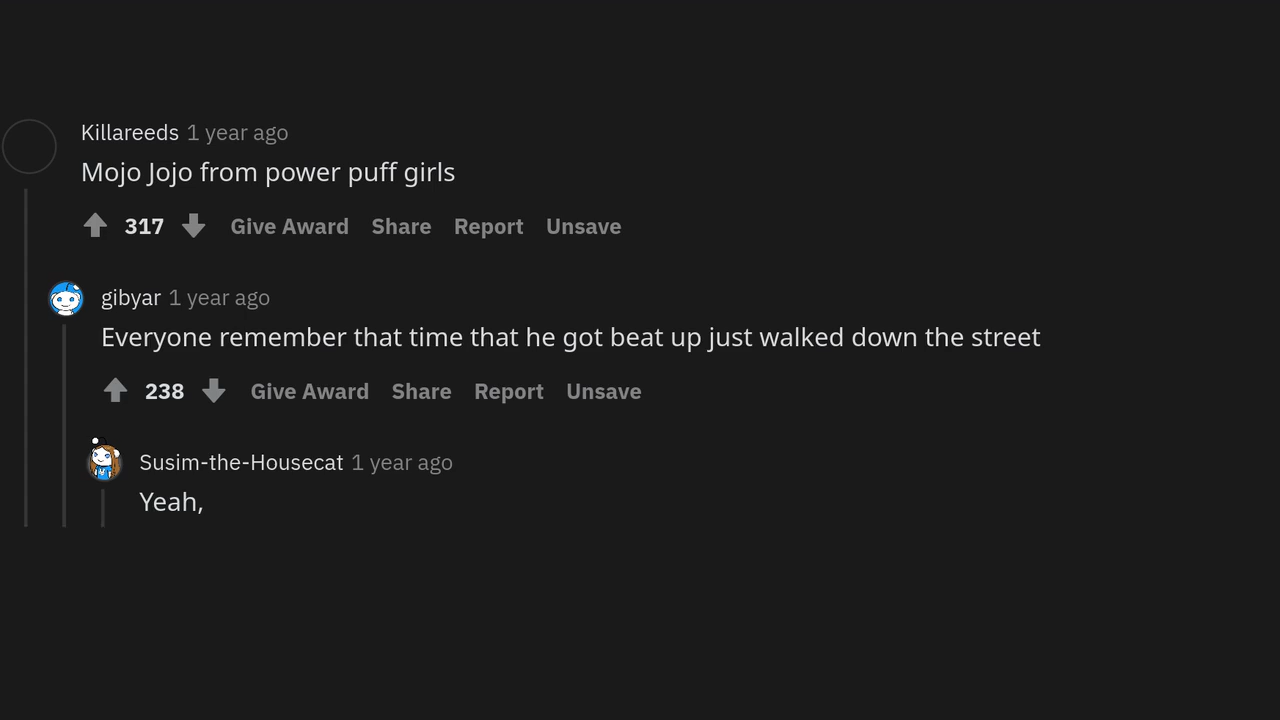 Killareeds 1 year ago
Mojo Jojo from power puff girls
317 Give Award Share Report Unsave
gibyar 1 year ago
Everyone remember that time that he got beat up just walked down the street
238 Give Award Share Report Unsave
Susim-the-Housecat 1 year ago
Yeah,